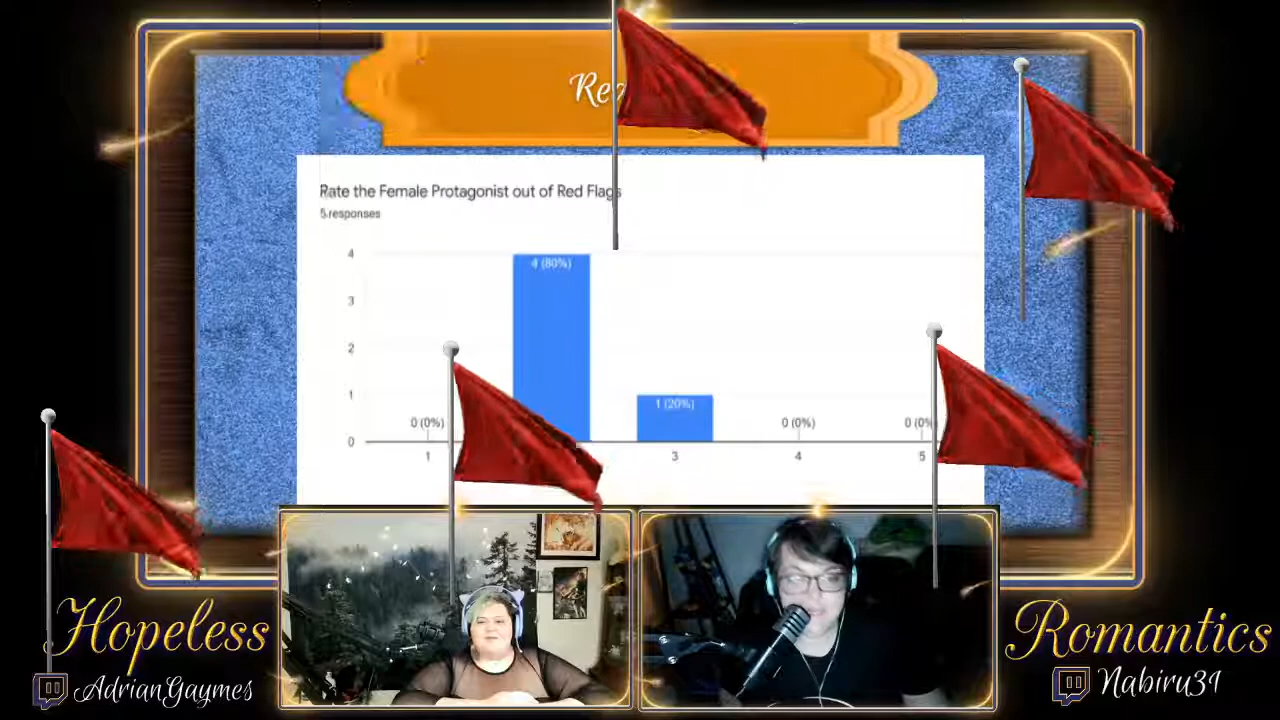 Re
Rate the Female Protagonist out of Red Flags
5 responses
4
3
2
1
0
4 (80%)
0 (0%)
1 (20%)
0 (0%)
0 (0%)
1
3
4
5
Hopeless
AdrianGaymes
Romantics
Nabiru31